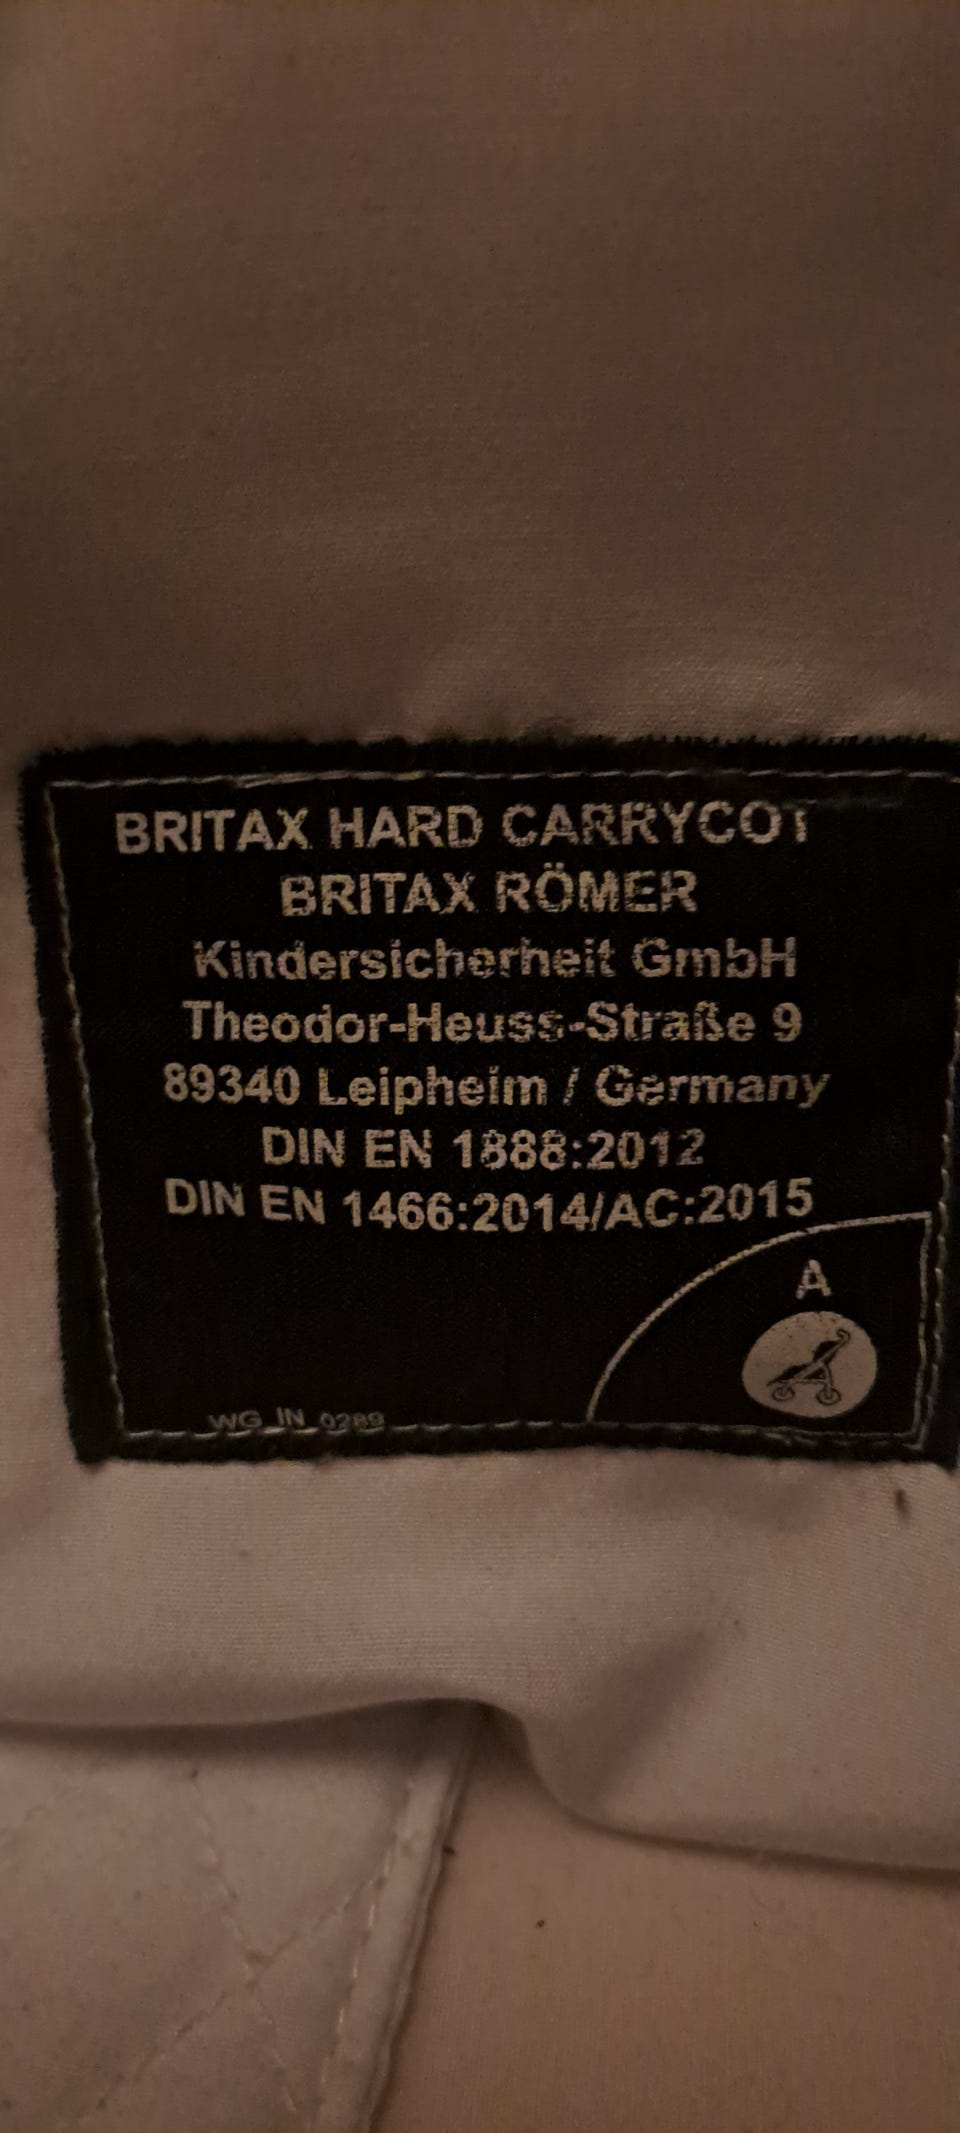 BRITAX HARD CARRYCOT
BRITAX RÖMER
Kindersicherheit GmbH
Theodor-Heuss-Straße 9
89340 Leipheim / Germany
DIN EN 1888:2012
DIN EN 1466:2014/AC:2015
A
WG_IN_0289